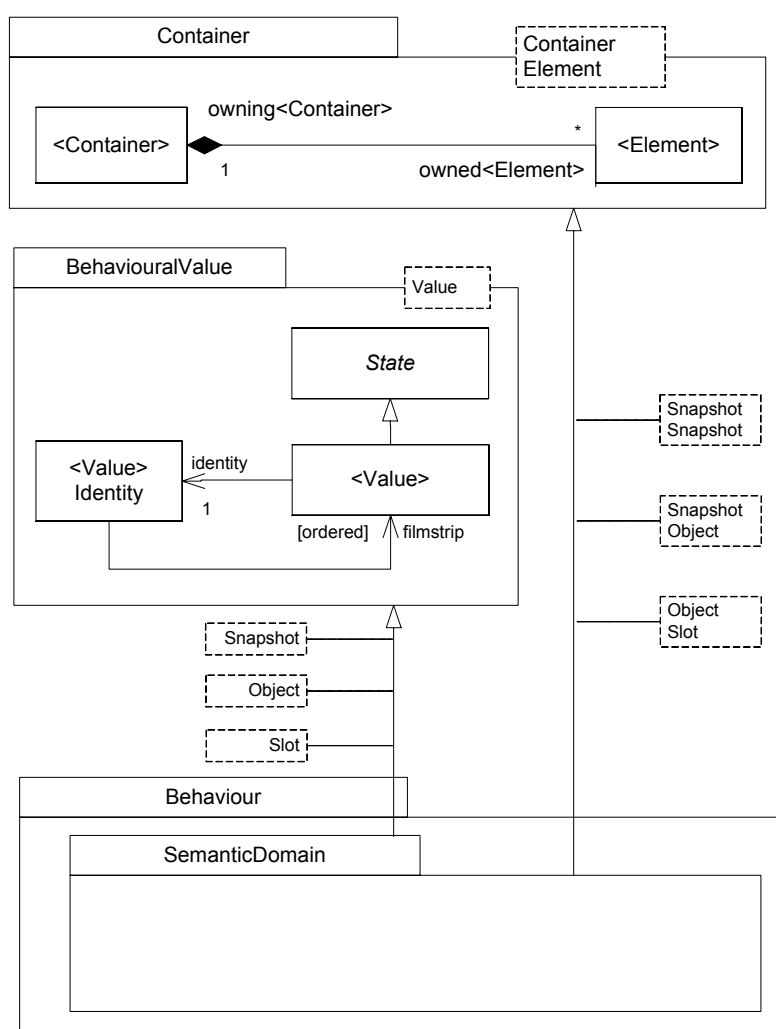 Container
Container
Element
owning<Container>
<Container>
*
<Element>
1
owned<Element>
BehaviouralValue
Value
State
<Value>
Identity
identity
<Value>
1
[ordered]
filmstrip
Snapshot
Snapshot
Snapshot
Object
Object
Slot
Snapshot
Object
Slot
Behaviour
SemanticDomain